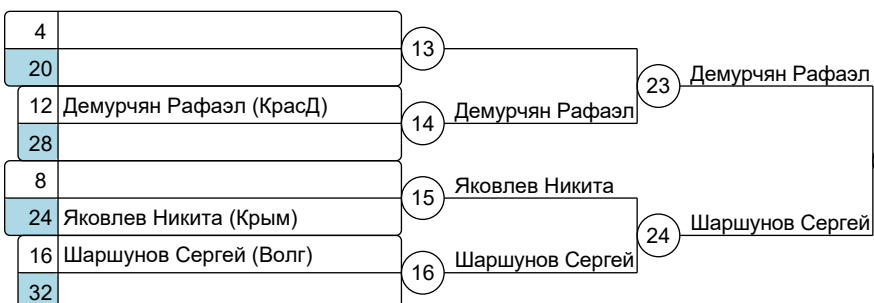 4
13
20
23 Демурчян Рафаэл
12 Демурчян Рафаэл (КрасД)
14 Демурчян Рафаэл
28
8
15 Яковлев Никита
24 Яковлев Никита (Крым)
24 Шаршунов Сергей
16 Шаршунов Сергей (Волг)
16 Шаршунов Сергей
32